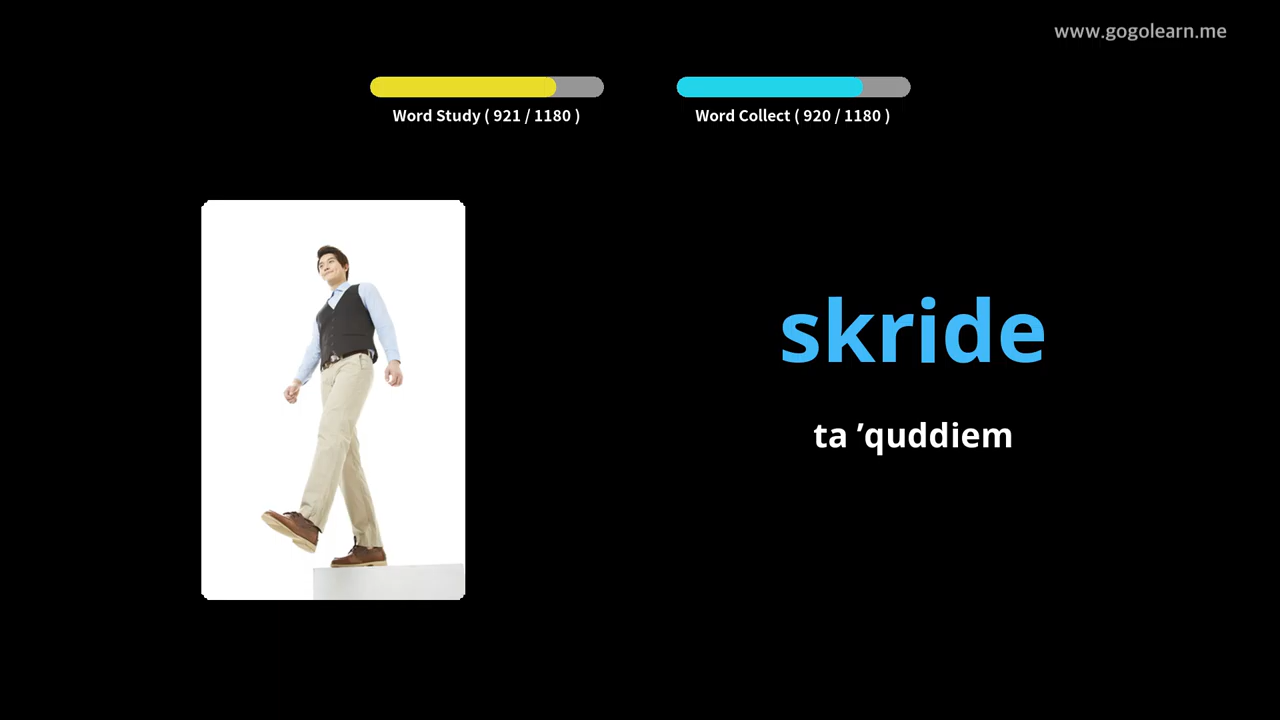 www.gogolearn.me
Word Study ( 921 / 1180 )
Word Collect ( 920 / 1180 )
skride
ta ’quddiem